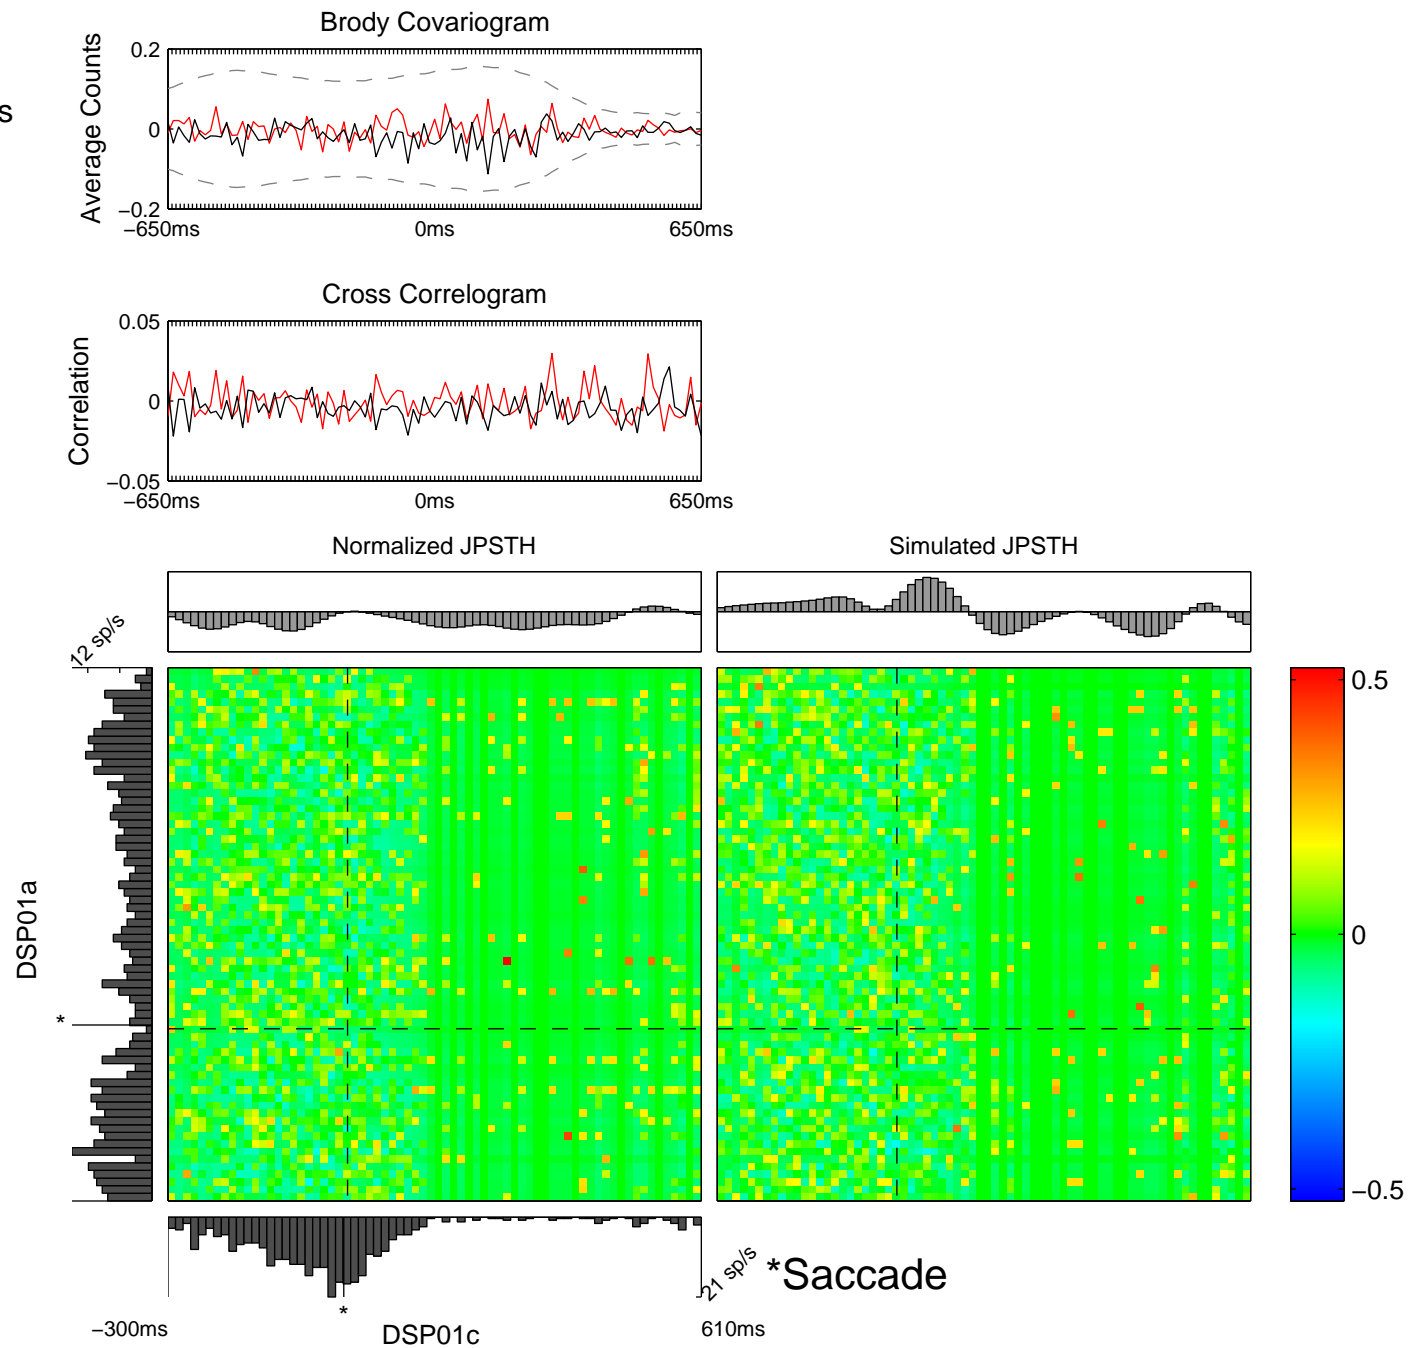 Brody Covariogram
s
Average Counts
0.2
0
−0.2
−650ms
0ms
650ms
Cross Correlogram
Correlation
0.05
0
−0.05
−650ms
0ms
650ms
Normalized JPSTH
Simulated JPSTH
12 sp/s
DSP01a
*
0.5
0
−0.5
21 sp/s
*Saccade
*
−300ms
DSP01c
610ms